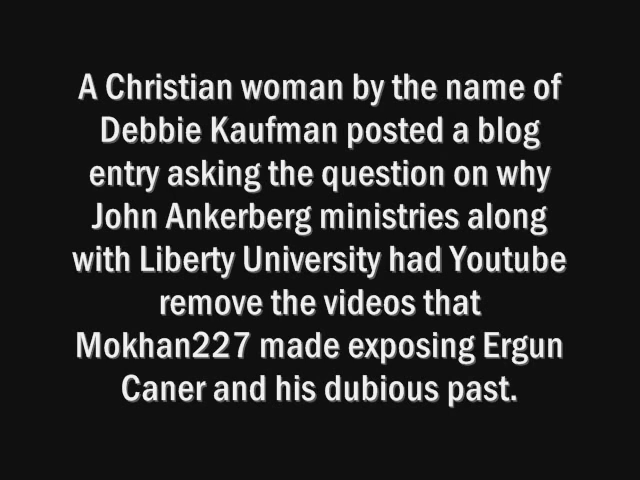 A Christian woman by the name of
Debbie Kaufman posted a blog
entry asking the question on why
John Ankerberg ministries along
with Liberty University had Youtube
remove the videos that
Mokhan227 made exposing Ergun
Caner and his dubious past.